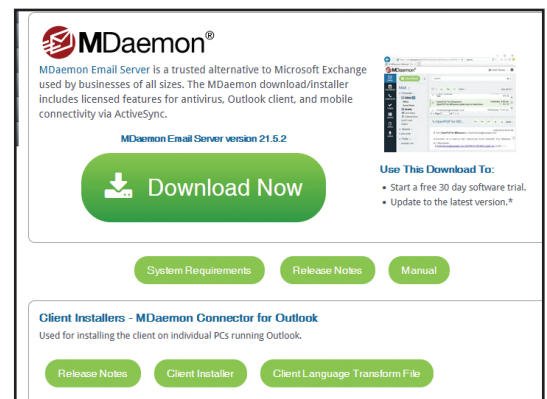 MDaemon®
MDaemon Email Server is a trusted alternative to Microsoft Exchange
used by businesses of all sizes. The MDaemon download/installer
includes licensed features for antivirus, Outlook client, and mobile
connectivity via ActiveSync.
MDaemon Email Server version 21.5.2
Download Now
Use This Download To:
• Start a free 30 day software trial.
• Update to the latest version.*
System Requirements
Release Notes
Manual
Client Installers - MDaemon Connector for Outlook
Used for installing the client on individual PCs running Outlook.
Release Notes
Client Installer
Client Language Transform File